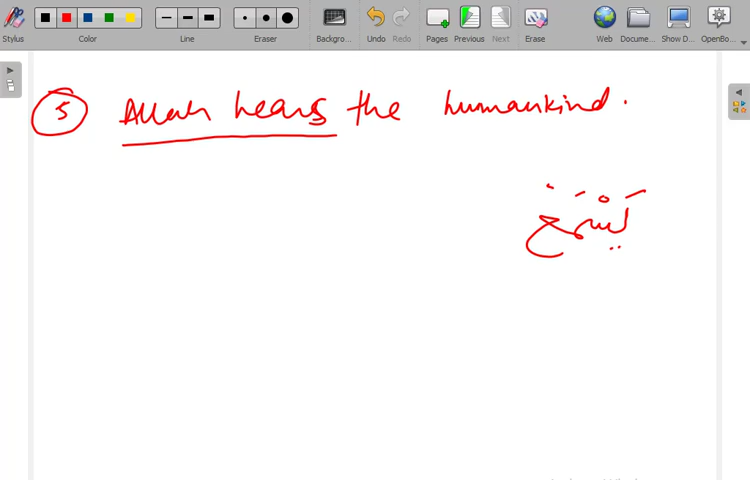 Stylus Color Line Eraser Backgro... Undo Redo Pages Previous Next Erase Web Docume... Show D... OpenBo...
5 Allah hears the humankind.
يَسْمَع